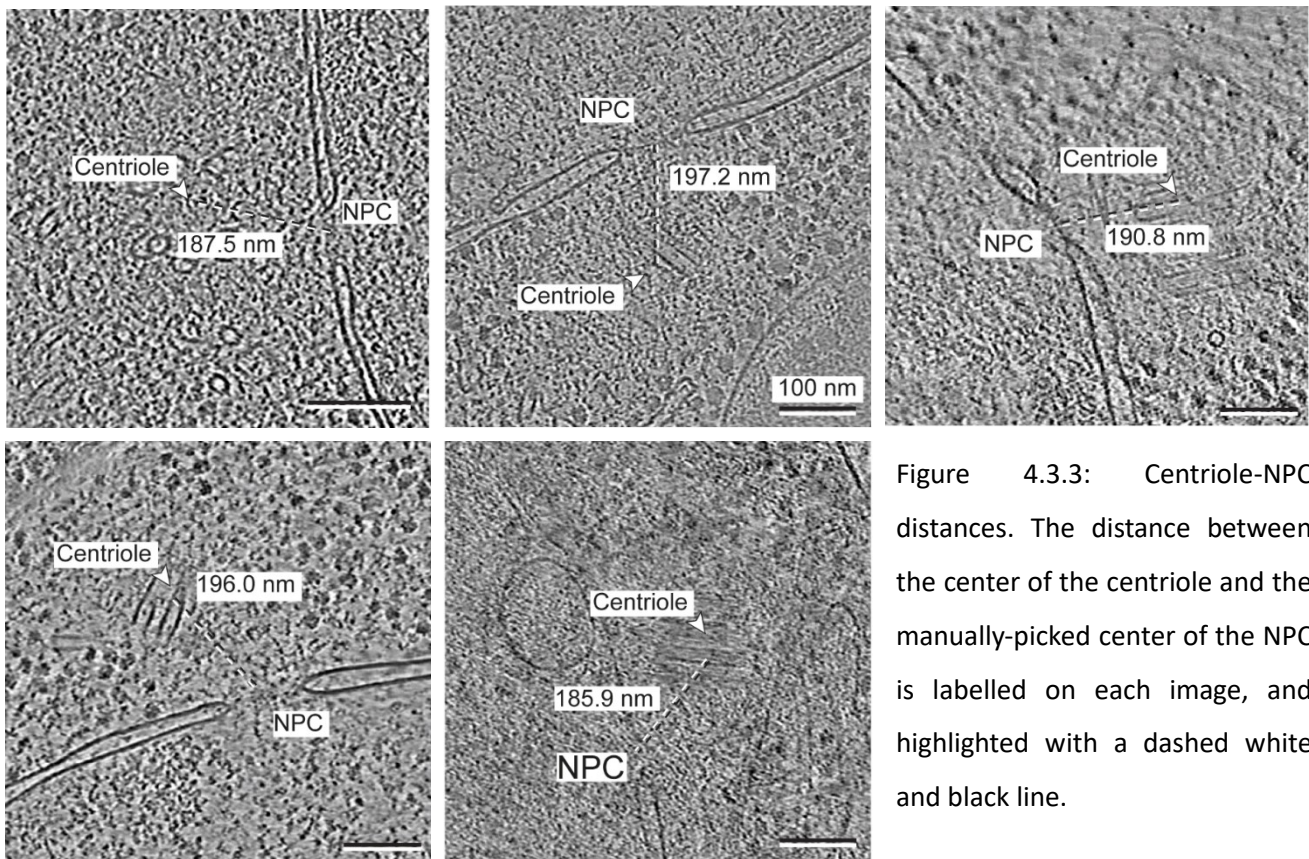 Centriole
NPC
187.5 nm
NPC
197.2 nm
Centriole
100 nm
Centriole
190.8 nm
NPC
Centriole
196.0 nm
NPC
Centriole
185.9 nm
NPC
Figure 4.3.3: Centriole-NPC
distances. The distance between
the center of the centriole and the
manually-picked center of the NPC
is labelled on each image, and
highlighted with a dashed white
and black line.